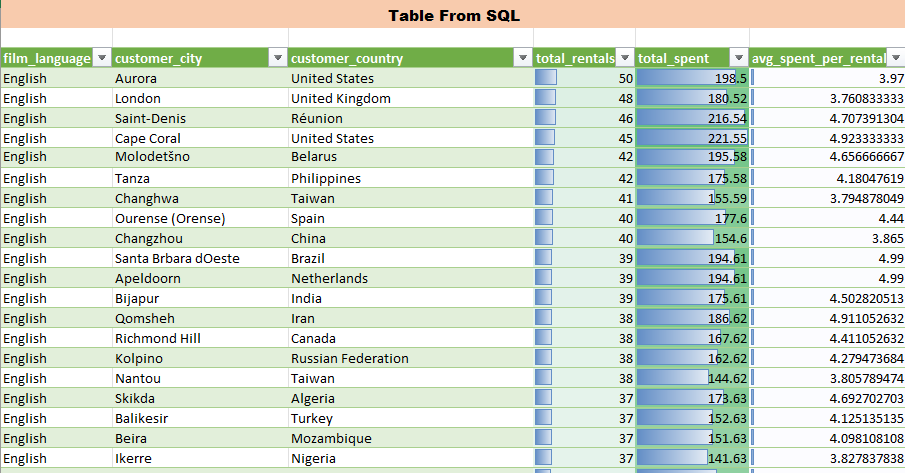 Table From SQL
film_language customer_city customer_country total_rentals total_spent avg_spent_per_rental
English Aurora United States 50 198.5 3.97
English London United Kingdom 48 180.52 3.760833333
English Saint-Denis Réunion 46 216.54 4.707391304
English Cape Coral United States 45 221.55 4.923333333
English Molodetšno Belarus 42 195.58 4.656666667
English Tanza Philippines 42 175.58 4.18047619
English Changhwa Taiwan 41 155.59 3.794878049
English Ourense (Orense) Spain 40 177.6 4.44
English Changzhou China 40 154.6 3.865
English Santa Brbara dOeste Brazil 39 194.61 4.99
English Apeldoorn Netherlands 39 194.61 4.99
English Bijapur India 39 175.61 4.502820513
English Qomsheh Iran 38 186.62 4.911052632
English Richmond Hill Canada 38 167.62 4.411052632
English Kolpino Russian Federation 38 162.62 4.279473684
English Nantou Taiwan 38 144.62 3.805789474
English Skikda Algeria 37 173.63 4.692702703
English Balikesir Turkey 37 152.63 4.125135135
English Beira Mozambique 37 151.63 4.098108108
English Ikerre Nigeria 37 141.63 3.827837838